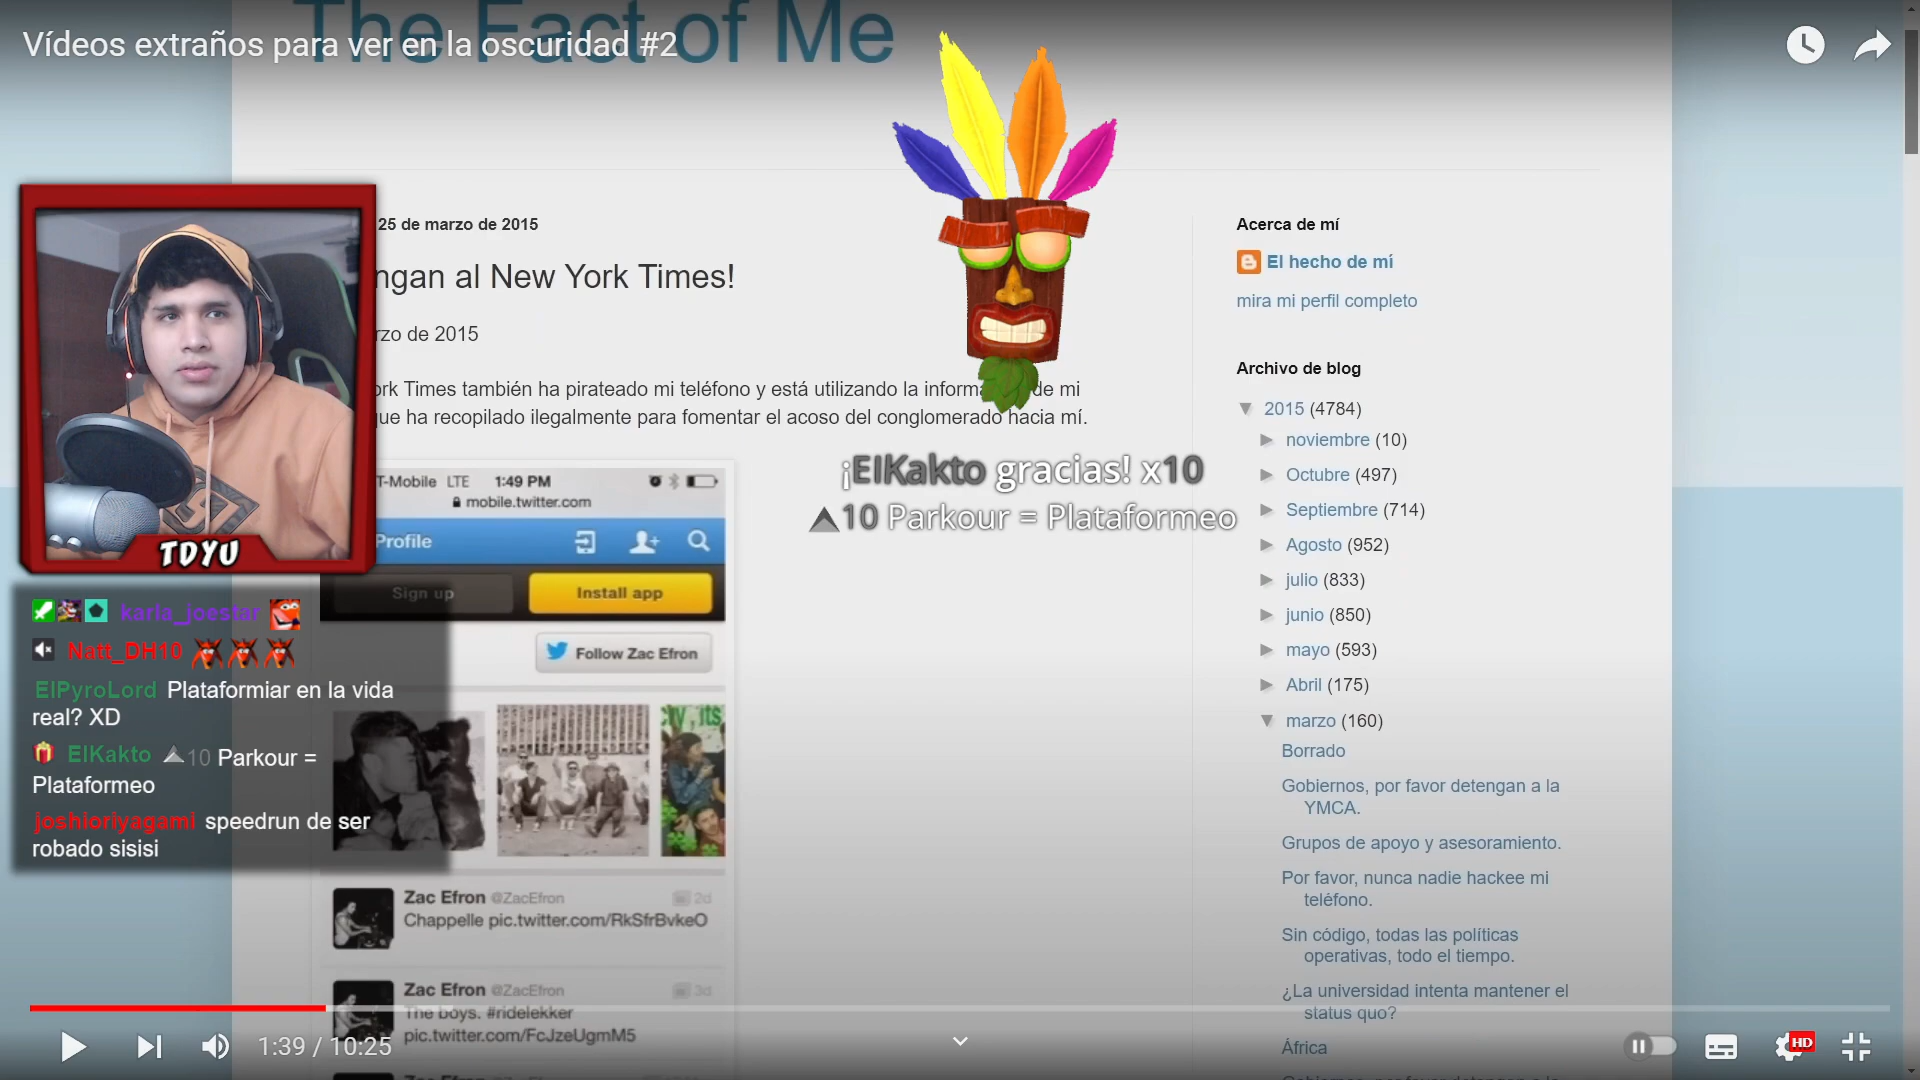 The Fact of Me
Vídeos extraños para ver en la oscuridad #2
25 de marzo de 2015
ngan al New York Times!
rzo de 2015
ork Times también ha pirateado mi teléfono y está utilizando la informa de mi
que ha recopilado ilegalmente para fomentar el acoso del conglomerado hacia mí.
T-Mobile LTE 1:49 PM
mobile.twitter.com
Profile
Sign up
Install app
Follow Zac Efron
Zac Efron @ZacEfron 2d
Chappelle pic.twitter.com/RkSfrBvkeO
Zac Efron @ZacEfron 3d
The boys. #ridelekker
pic.twitter.com/FcJzeUgmM5
TDYU
karla_joestar
Natt_DH10
ElPyroLord Plataformiar en la vida
real? XD
ElKakto 10 Parkour =
Plataformeo
joshioriyagami speedrun de ser
robado sisisi
¡ElKakto gracias! x10
10 Parkour = Plataformeo
Acerca de mí
El hecho de mí
mira mi perfil completo
Archivo de blog
▼ 2015 (4784)
► noviembre (10)
► Octubre (497)
► Septiembre (714)
► Agosto (952)
► julio (833)
► junio (850)
► mayo (593)
► Abril (175)
▼ marzo (160)
Borrado
Gobiernos, por favor detengan a la
YMCA.
Grupos de apoyo y asesoramiento.
Por favor, nunca nadie hackee mi
teléfono.
Sin código, todas las políticas
operativas, todo el tiempo.
¿La universidad intenta mantener el
status quo?
África
1:39 / 10:25
HD